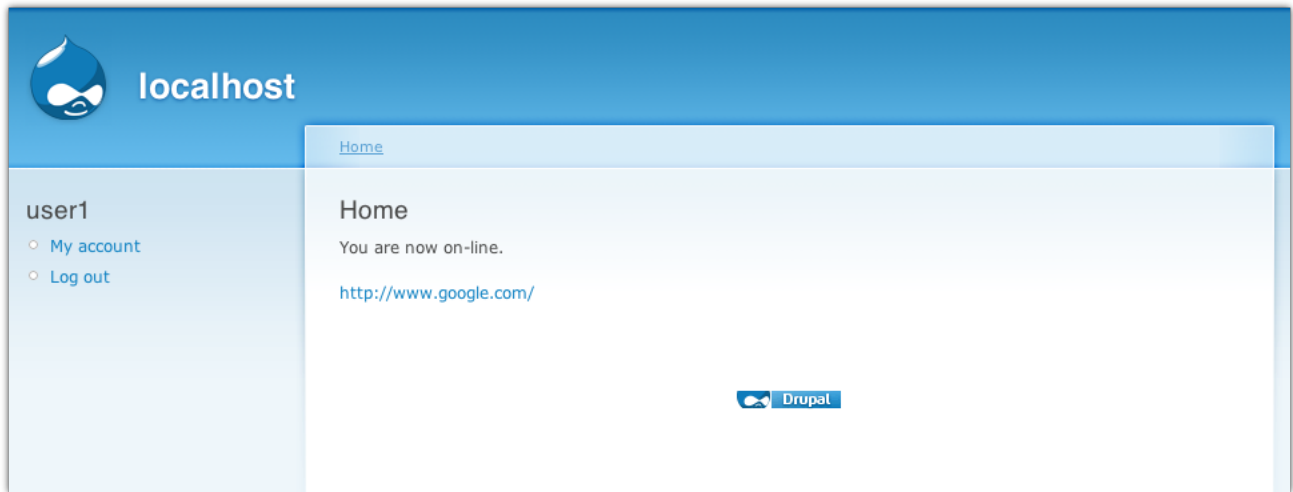 localhost
Home
user1
My account
Log out
Home
You are now on-line.
http://www.google.com/
Drupal